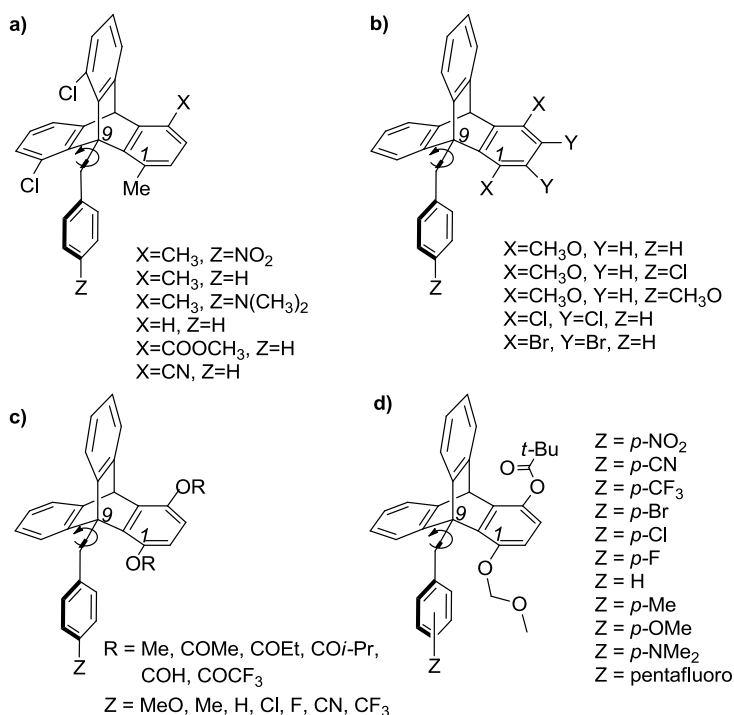 a)
Cl
X
9
1
Cl
Me
Z
X=CH₃, Z=NO₂
X=CH₃, Z=H
X=CH₃, Z=N(CH₃)₂
X=H, Z=H
X=COOCH₃, Z=H
X=CN, Z=H
b)
X
9
1
Y
X
Y
Z
X=CH₃O, Y=H, Z=H
X=CH₃O, Y=H, Z=Cl
X=CH₃O, Y=H, Z=CH₃O
X=Cl, Y=Cl, Z=H
X=Br, Y=Br, Z=H
c)
OR
9
1
OR
Z
R = Me, COMe, COEt, COi-Pr,
COH, COCF₃
Z = MeO, Me, H, Cl, F, CN, CF₃
d)
t-Bu
O
O
9
1
O
O
Z
Z = p-NO₂
Z = p-CN
Z = p-CF₃
Z = p-Br
Z = p-Cl
Z = p-F
Z = H
Z = p-Me
Z = p-OMe
Z = p-NMe₂
Z = pentafluoro